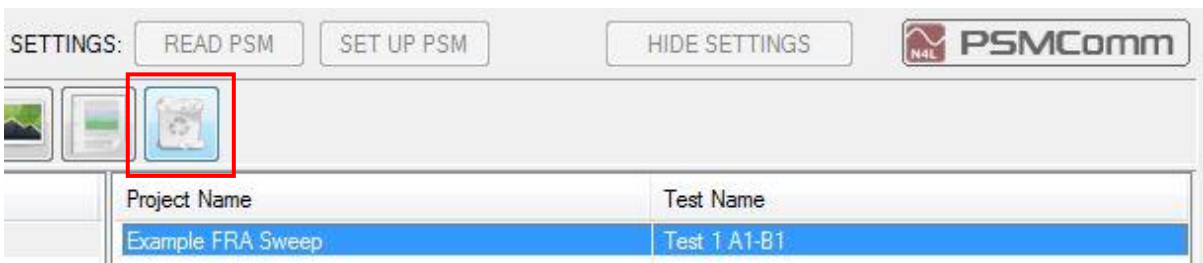 SETTINGS: READ PSM SET UP PSM HIDE SETTINGS N4L PSMComm
Project Name Test Name
Example FRA Sweep Test 1 A1-B1